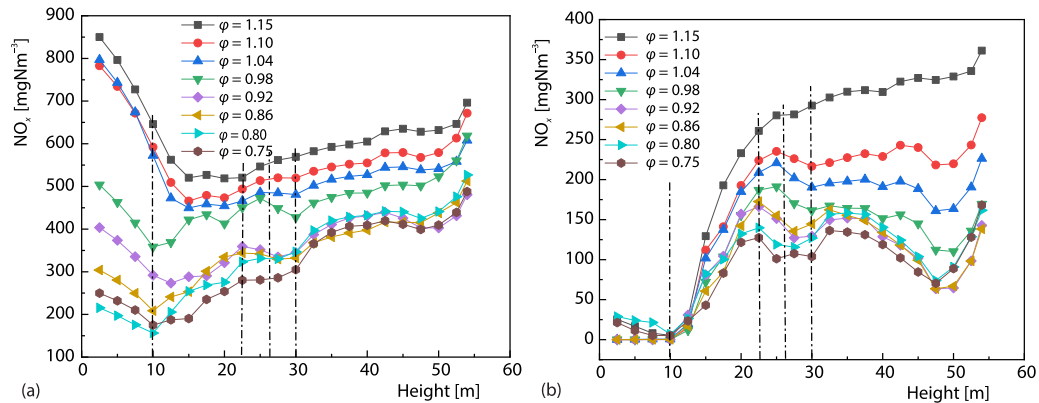 900
800
700
600
500
400
300
200
100
NOₓ [mgNm⁻³]
φ = 1.15
φ = 1.10
φ = 1.04
φ = 0.98
φ = 0.92
φ = 0.86
φ = 0.80
φ = 0.75
0 10 20 30 40 50 60
(a) Height [m]
400
350
300
250
200
150
100
50
0
NOₓ [mgNm⁻³]
φ = 1.15
φ = 1.10
φ = 1.04
φ = 0.98
φ = 0.92
φ = 0.86
φ = 0.80
φ = 0.75
0 10 20 30 40 50 60
(b) Height [m]